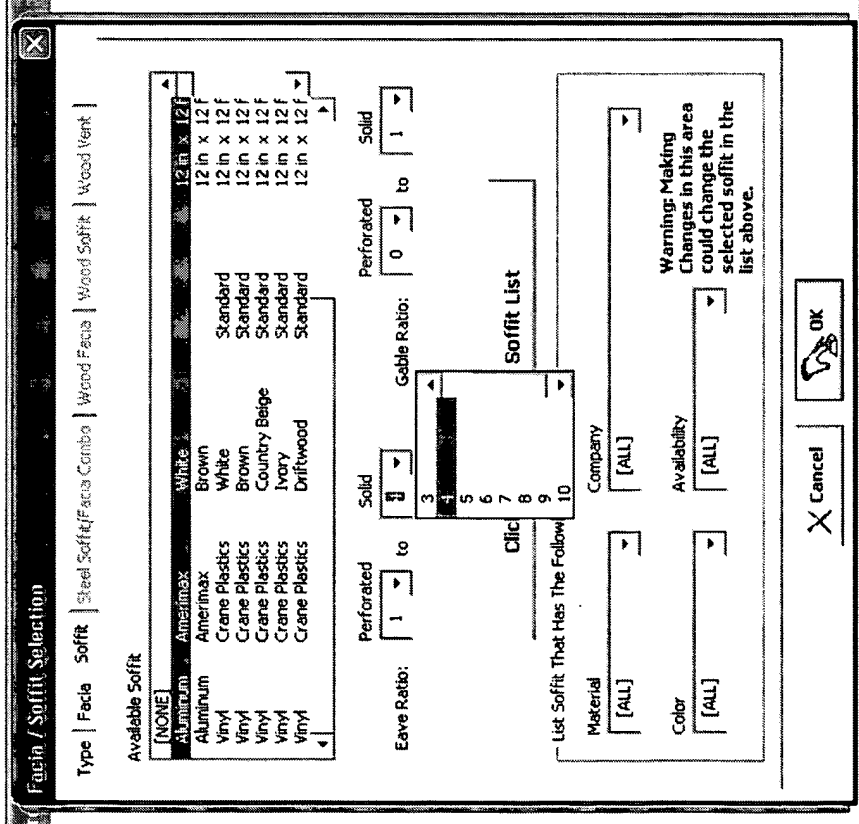 Facia / Soffit Selection
Type Facia Soffit Steel Soffit/Facia Combo Wood Facia Wood Soffit Wood Vent
Available Soffit
[NONE]
Aluminum Amerimax White 12 in x 12 f
Aluminum Amerimax Brown 12 in x 12 f
Vinyl Crane Plastics White Standard 12 in x 12 f
Vinyl Crane Plastics Brown Standard 12 in x 12 f
Vinyl Crane Plastics Country Beige Standard 12 in x 12 f
Vinyl Crane Plastics Ivory Standard 12 in x 12 f
Vinyl Crane Plastics Driftwood Standard 12 in x 12 f
Perforated Solid Perforated Solid
Eave Ratio: 1 to 4 Gable Ratio: 0 to 1
3
4
5
6
7
8
9
10
Clic Soffit List
List Soffit That Has The Follow
Material Company
[ALL] [ALL]
Color Availability
[ALL] [ALL]
Warning: Making
Changes in this area
could change the
selected soffit in the
list above.
Cancel OK